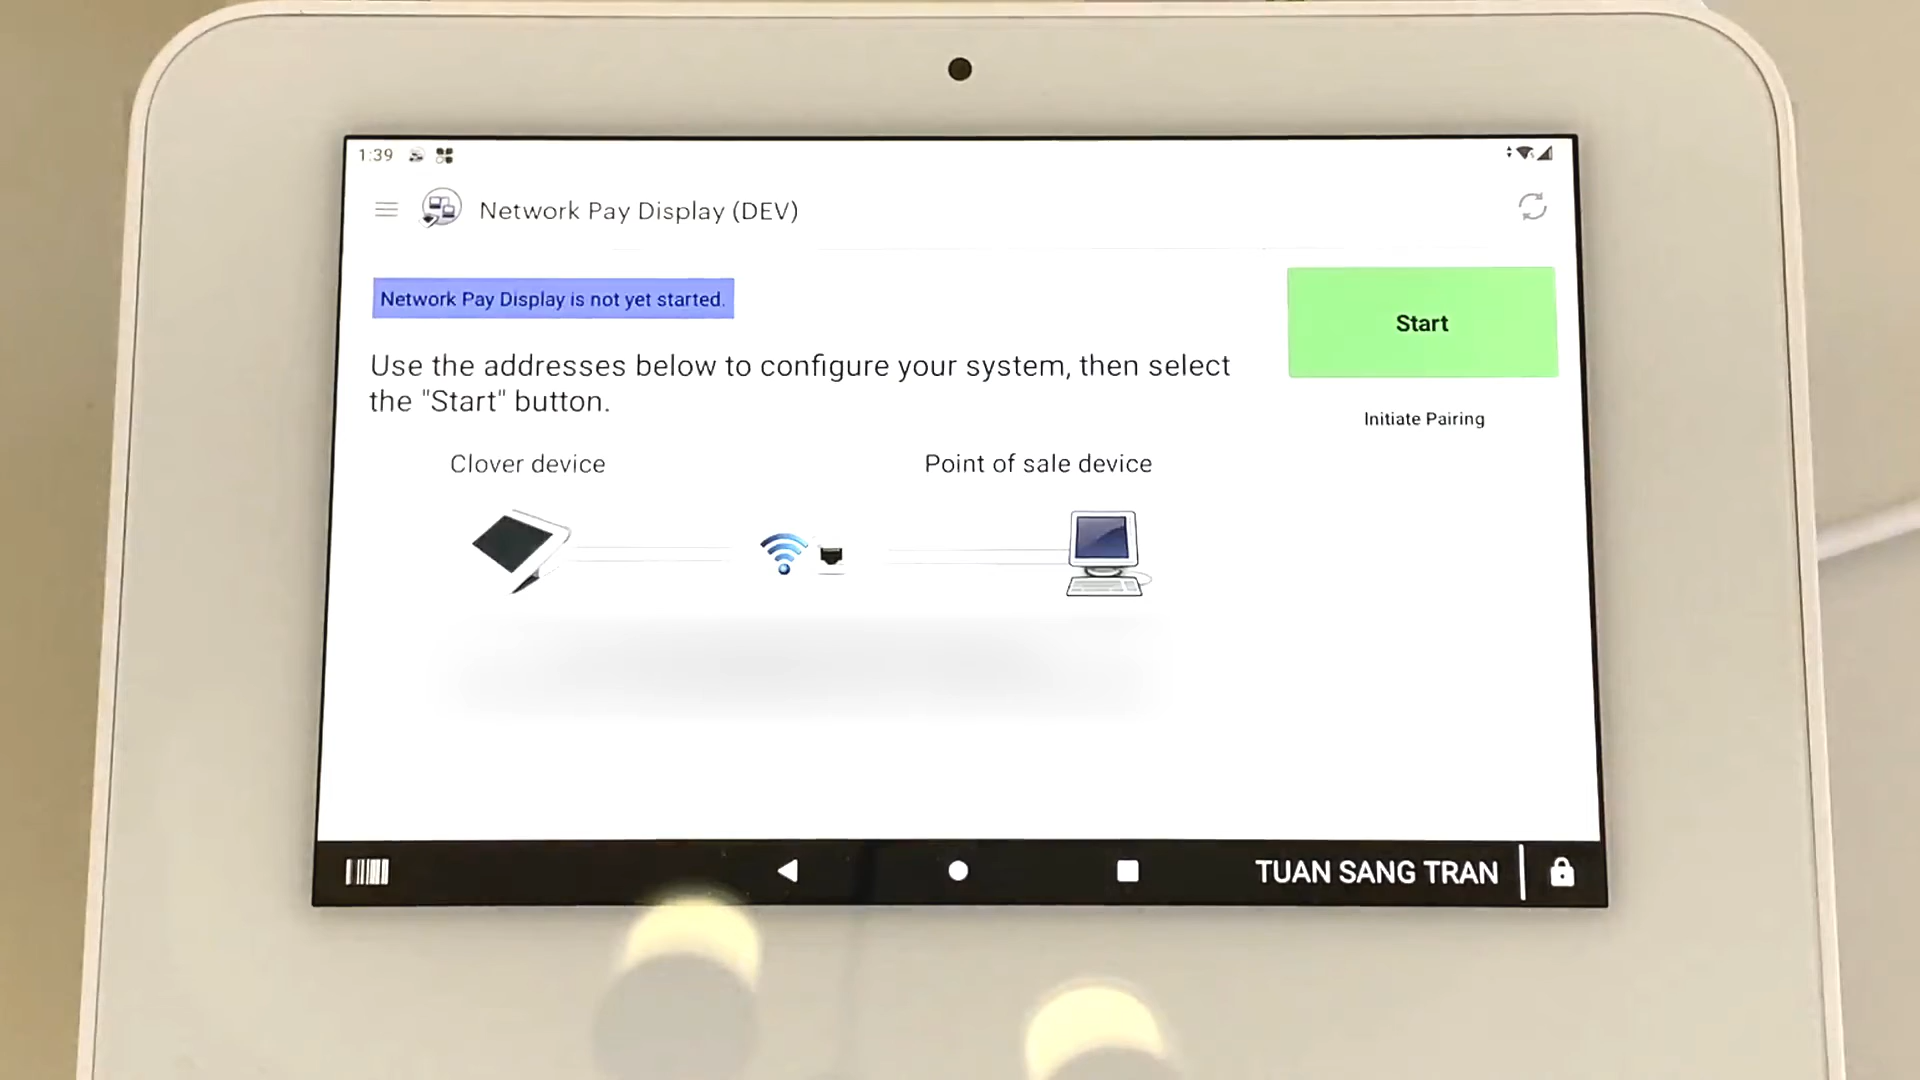 1:39
Network Pay Display (DEV)
Network Pay Display is not yet started.
Start
Use the addresses below to configure your system, then select
the "Start" button.
Initiate Pairing
Clover device
Point of sale device
TUAN SANG TRAN